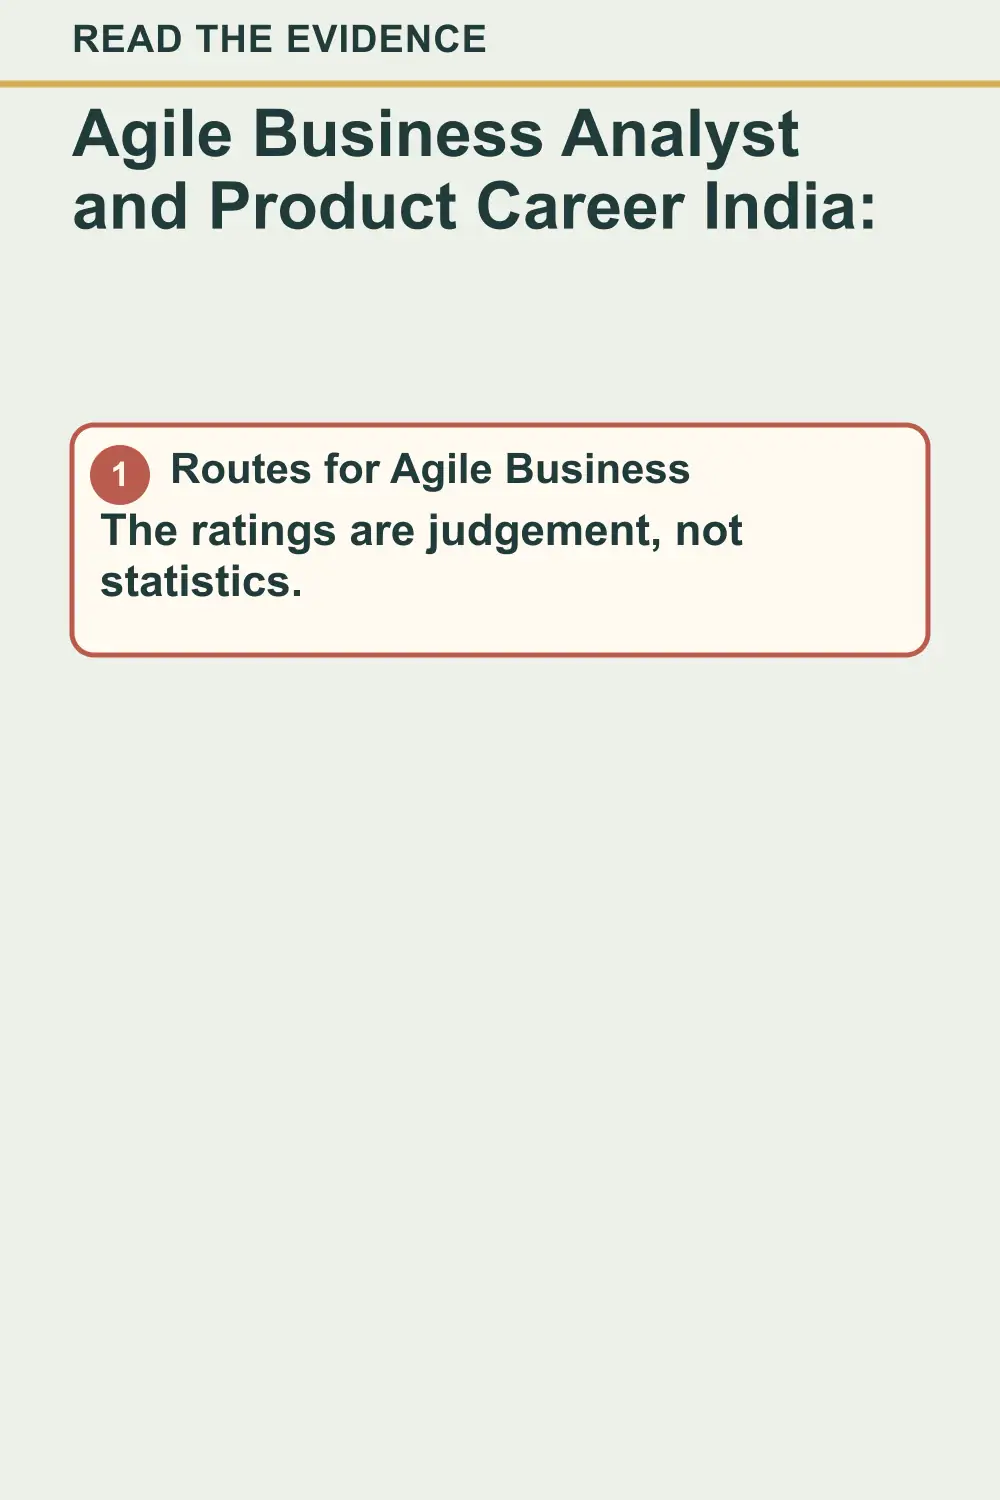 READ THE EVIDENCE
Agile Business Analyst
and Product Career India:
1 Routes for Agile Business
The ratings are judgement, not
statistics.